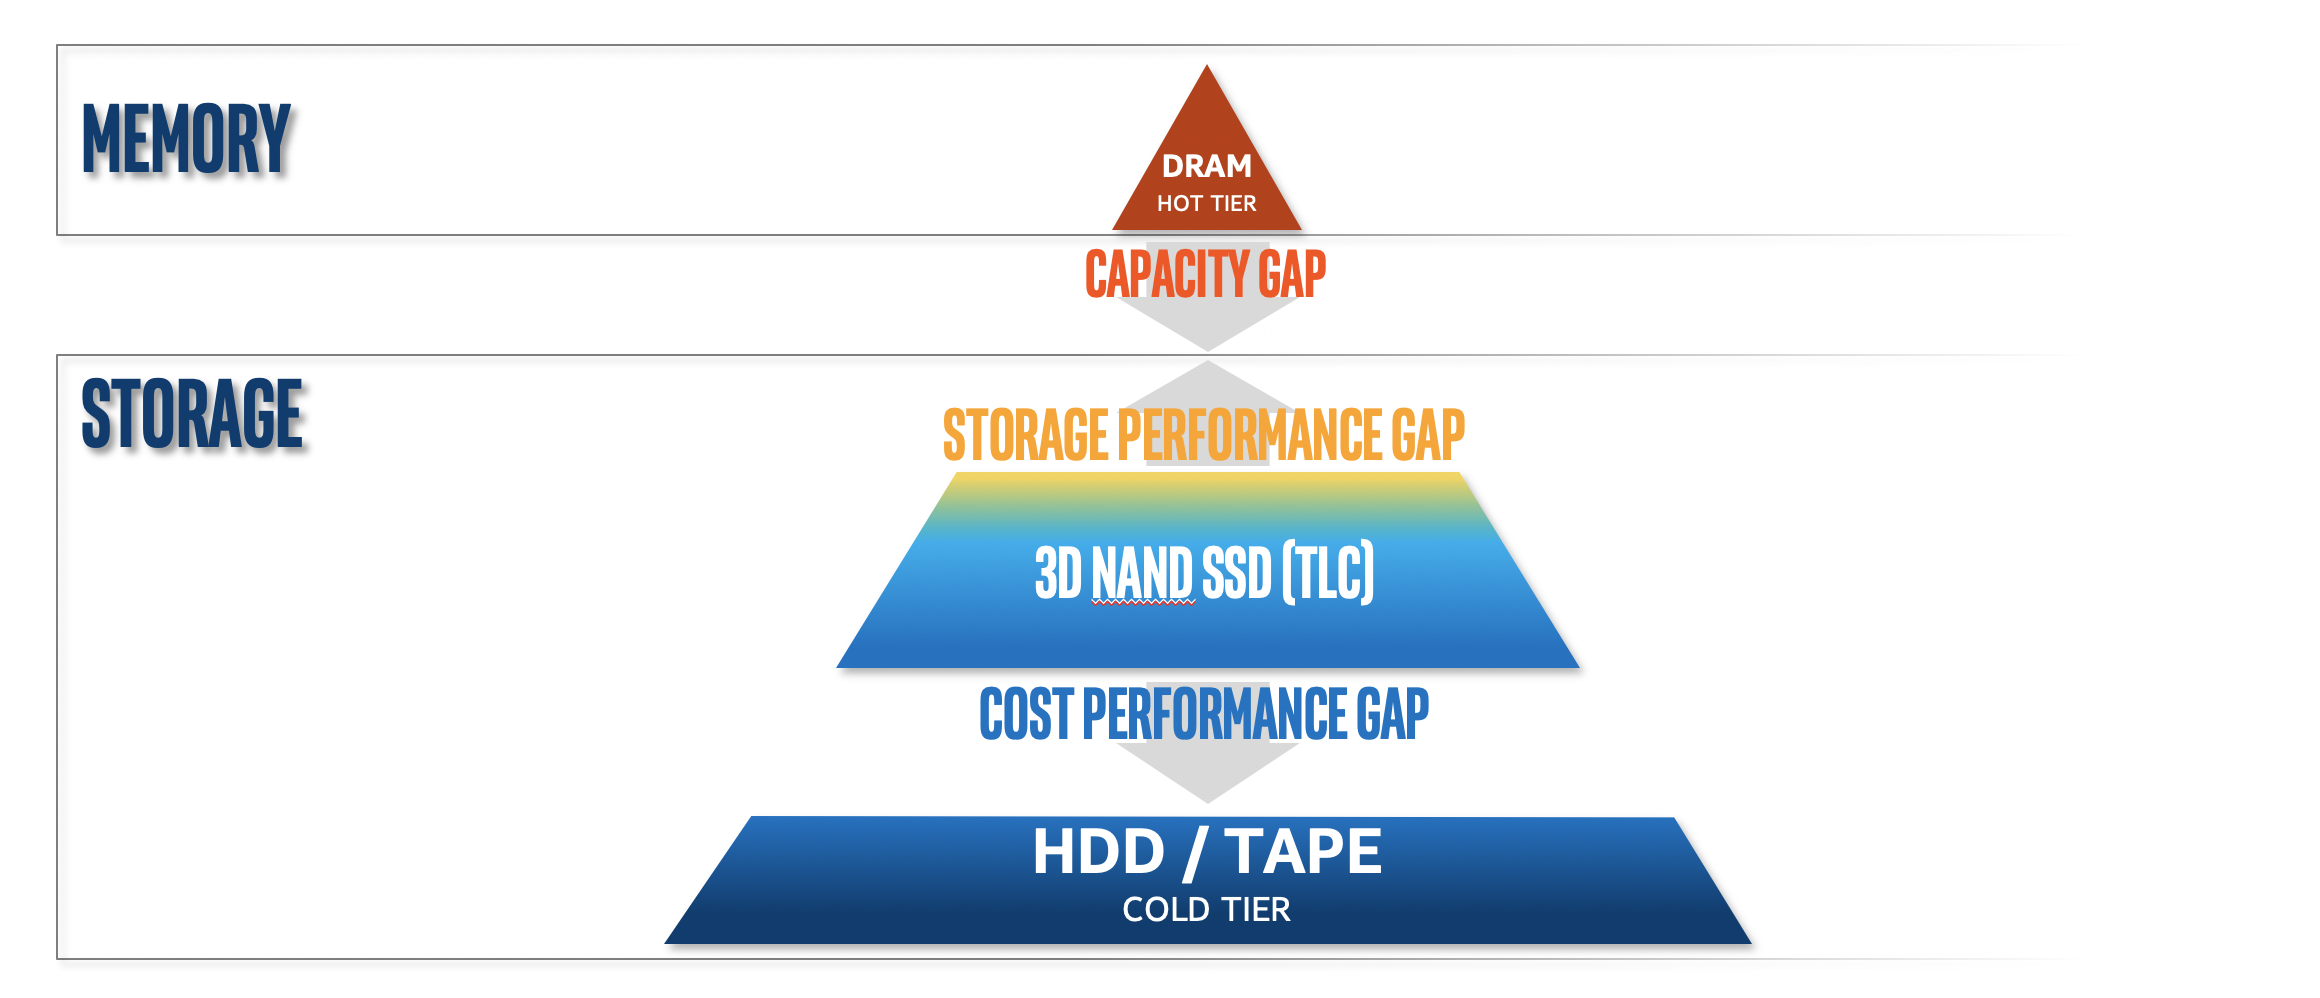 MEMORY
DRAM
HOT TIER
CAPACITY GAP
STORAGE
STORAGE PERFORMANCE GAP
3D NAND SSD (TLC)
COST PERFORMANCE GAP
HDD / TAPE
COLD TIER